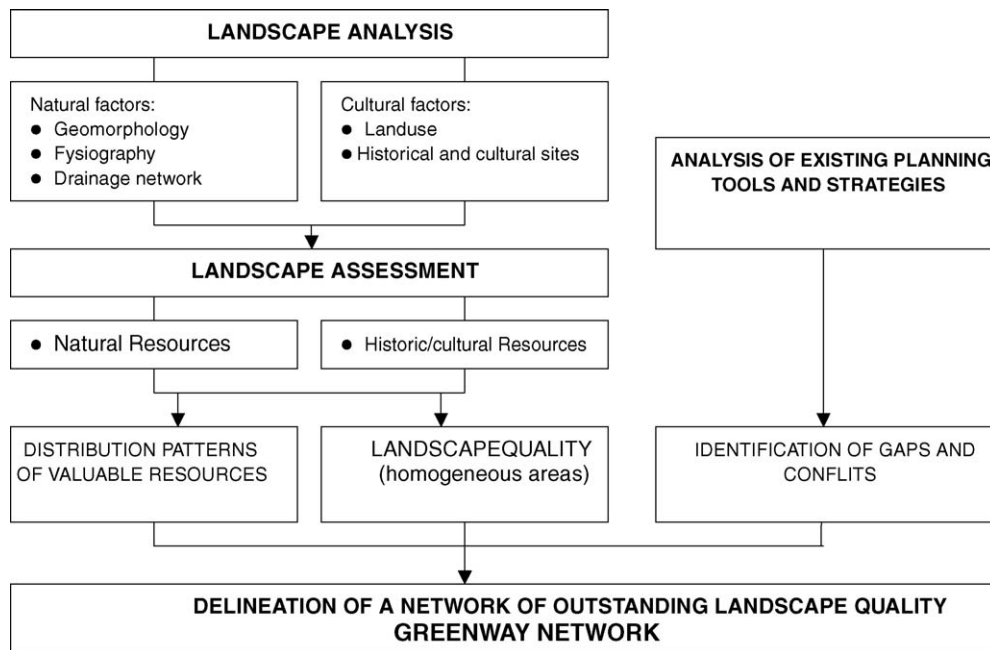 LANDSCAPE ANALYSIS
Natural factors:
● Geomorphology
● Fysiography
● Drainage network
Cultural factors:
● Landuse
● Historical and cultural sites
ANALYSIS OF EXISTING PLANNING
TOOLS AND STRATEGIES
LANDSCAPE ASSESSMENT
● Natural Resources
● Historic/cultural Resources
DISTRIBUTION PATTERNS
OF VALUABLE RESOURCES
LANDSCAPEQUALITY
(homogeneous areas)
IDENTIFICATION OF GAPS AND
CONFLITS
DELINEATION OF A NETWORK OF OUTSTANDING LANDSCAPE QUALITY
GREENWAY NETWORK